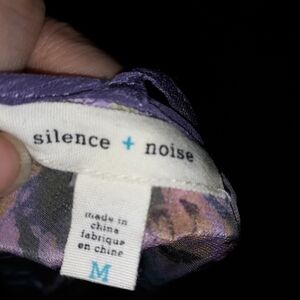 silence + noise
made in
china
fabriqué
en chine
M